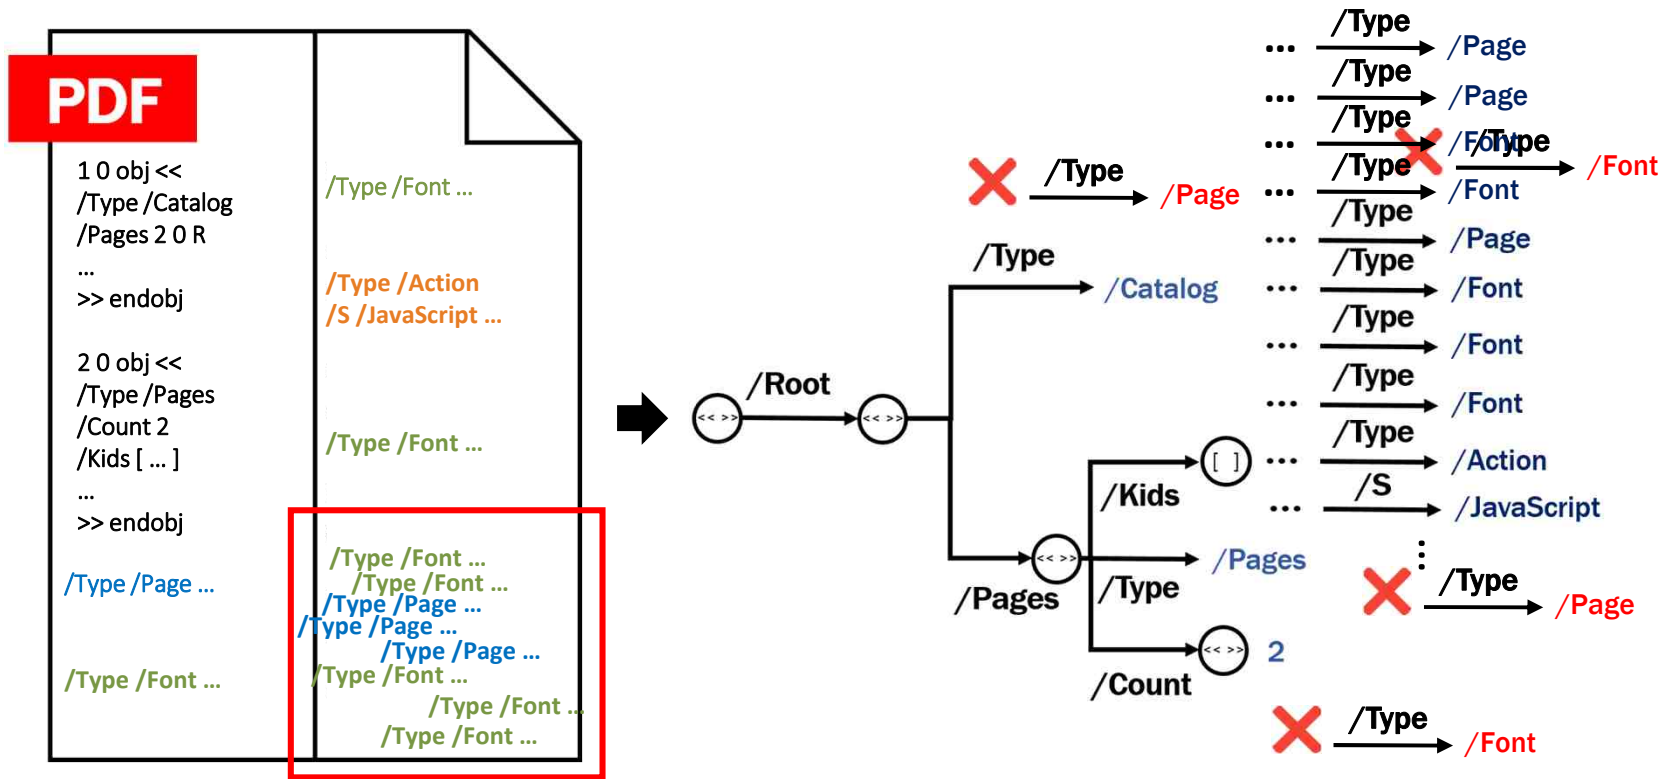 PDF
1 0 obj <<
/Type /Catalog
/Pages 2 0 R
...
>> endobj
2 0 obj <<
/Type /Pages
/Count 2
/Kids [ ... ]
...
>> endobj
/Type /Page ...
/Type /Font ...
/Type /Font ...
/Type /Action
/S /JavaScript ...
/Type /Font ...
/Type /Font ...
/Type /Font ...
/Type /Page ...
/Type /Page ...
/Type /Page ...
/Type /Font ...
/Type /Font ...
/Type /Font ...
<< >>
/Root
<< >>
/Type
/Catalog
/Pages
<< >>
/Kids
[ ]
/Type
/Pages
/Count
<< >>
2
/Type
/Page
... /Type /Page
... /Type /Page
... /Type /Font
/Type
/Font
... /Type /Font
... /Type /Page
... /Type /Font
... /Type /Font
... /Type /Font
... /Type /Action
... /S /JavaScript
...
/Type
/Page
/Type
/Font